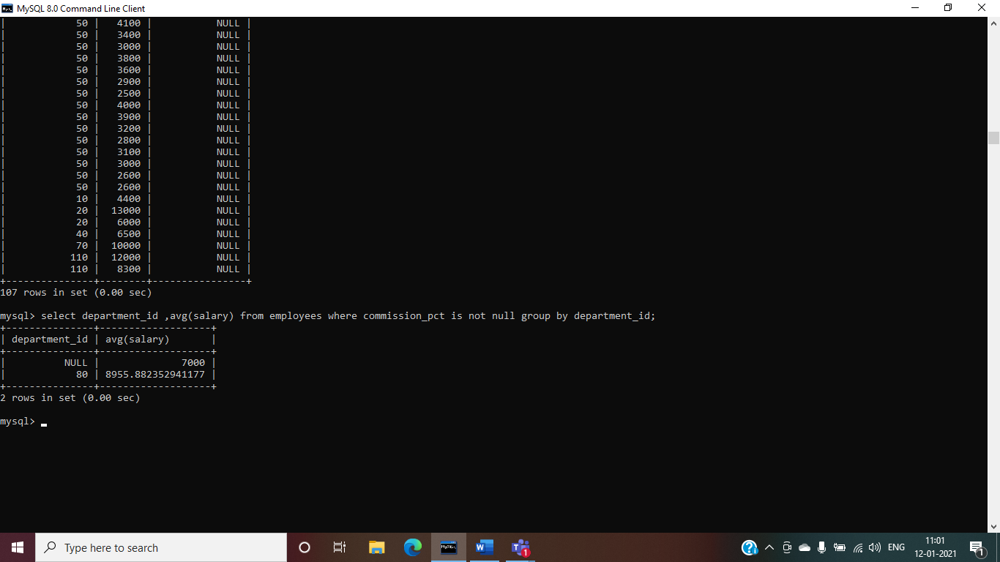 MySQL 8.0 Command Line Client
|            50 |   4100 |           NULL |
|            50 |   3400 |           NULL |
|            50 |   3000 |           NULL |
|            50 |   3800 |           NULL |
|            50 |   3600 |           NULL |
|            50 |   2900 |           NULL |
|            50 |   2500 |           NULL |
|            50 |   4000 |           NULL |
|            50 |   3900 |           NULL |
|            50 |   3200 |           NULL |
|            50 |   2800 |           NULL |
|            50 |   3100 |           NULL |
|            50 |   3000 |           NULL |
|            50 |   2600 |           NULL |
|            50 |   2600 |           NULL |
|            10 |   4400 |           NULL |
|            20 |  13000 |           NULL |
|            20 |   6000 |           NULL |
|            40 |   6500 |           NULL |
|            70 |  10000 |           NULL |
|           110 |  12000 |           NULL |
|           110 |   8300 |           NULL |
+---------------+--------+----------------+
107 rows in set (0.00 sec)
mysql> select department_id ,avg(salary) from employees where commission_pct is not null group by department_id;
+---------------+-------------------+
| department_id | avg(salary)       |
+---------------+-------------------+
|          NULL |              7000 |
|            80 | 8955.882352941177 |
+---------------+-------------------+
2 rows in set (0.00 sec)
mysql> _
Type here to search
ENG
11:01
12-01-2021
1
1